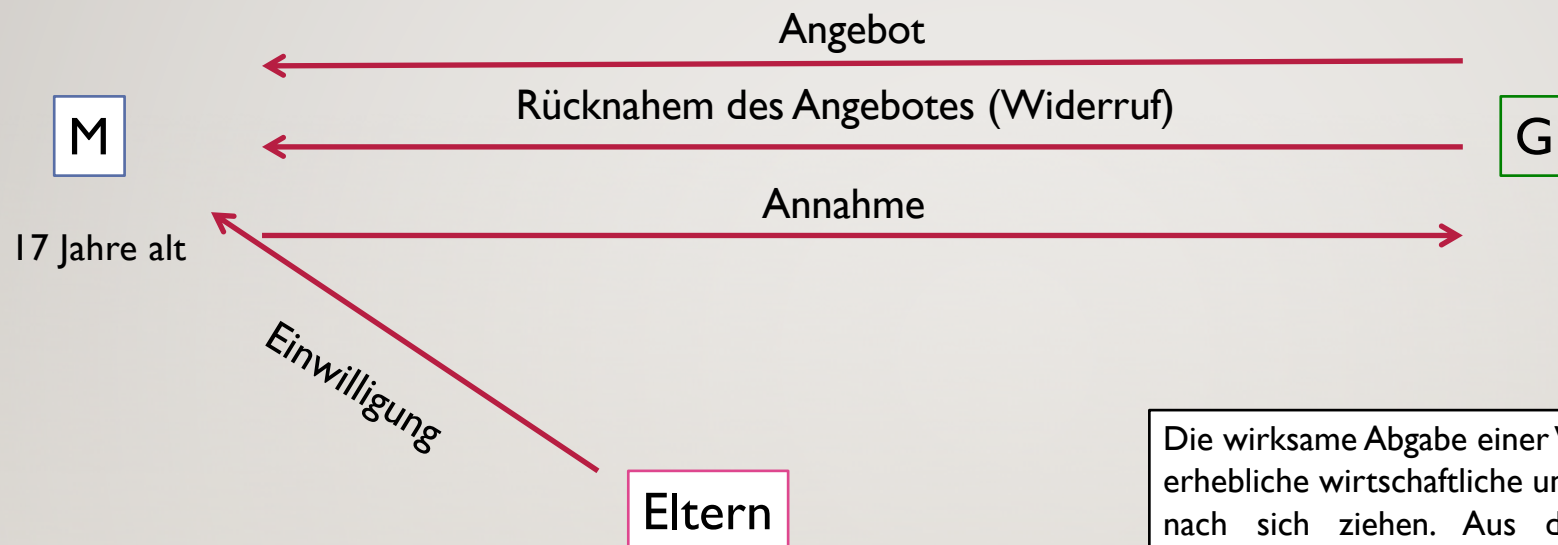 Angebot
Rücknahem des Angebotes (Widerruf)
M
G
Annahme
17 Jahre alt
Einwilligung
Eltern
Die wirksame Abgabe einer
erhebliche wirtschaftliche
nach sich ziehen. Aus